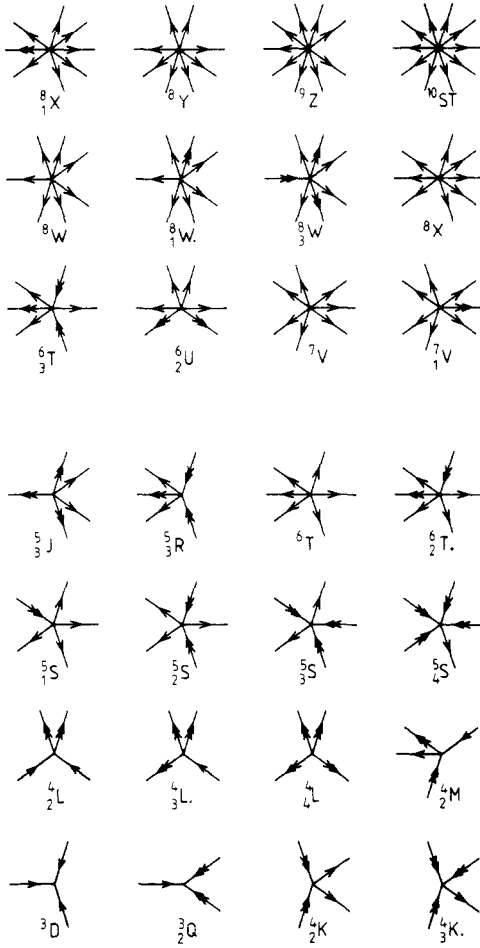 ⁸₁X ⁸Y ⁹Z ¹⁰ST
⁸W ⁸₁W. ⁸₃W ⁸X
⁶₃T ⁶₂U ⁷V ⁷₁V
⁵₃J ⁵₃R ⁶T ⁶₂T.
⁵₁S ⁵₂S ⁵₃S ⁵₄S
⁴₂L ⁴₃L. ⁴₄L ⁴₂M
³D ³₂Q ⁴₂K ⁴₃K.